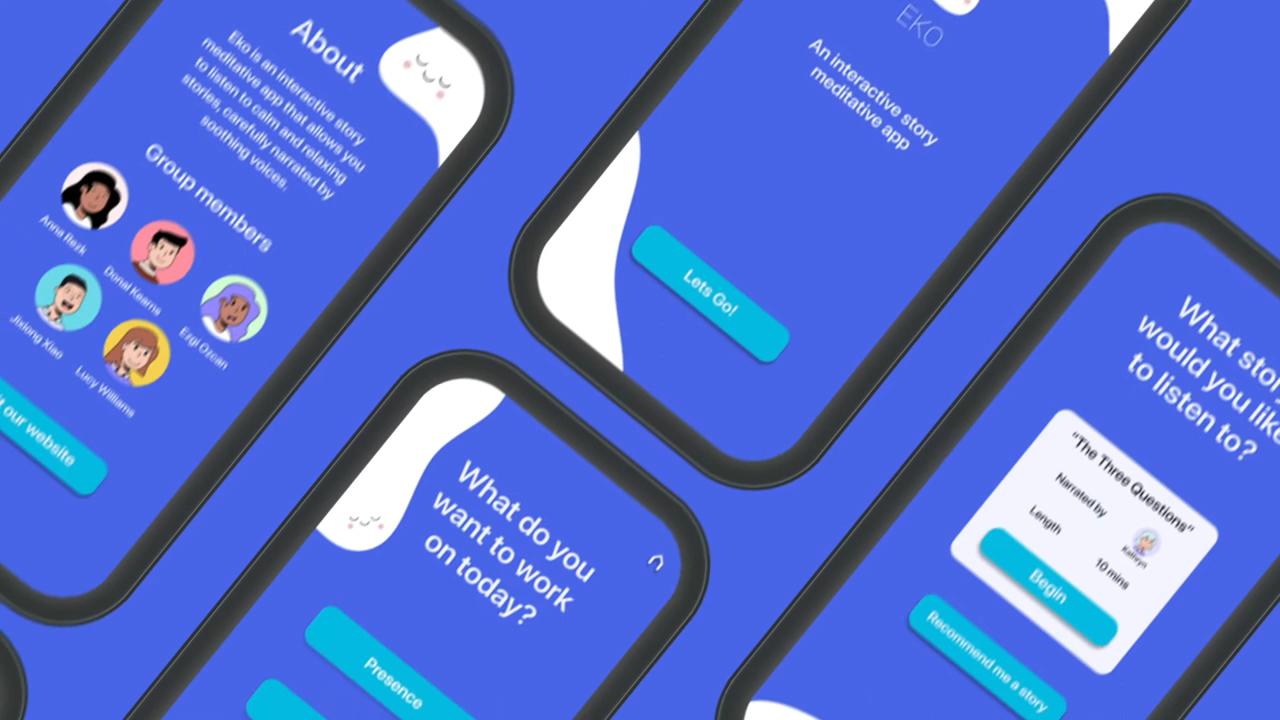 About
Eko is an interactive story
meditative app that allows you
to listen to calm and relaxing
stories, carefully narrated by
soothing voices.
Group members
Anna Rezk
Donal Kearns
Ezgi Ozcan
Jixiong Xiao
Lucy Williams
our website
EKO
An interactive story
meditative app
Lets Go!
What do you
want to work
on today?
Presence
What
would you like
to listen to?
"The Three Questions"
Narrated by
Kathryn
Length
10 mins
Begin
Recommend me a story